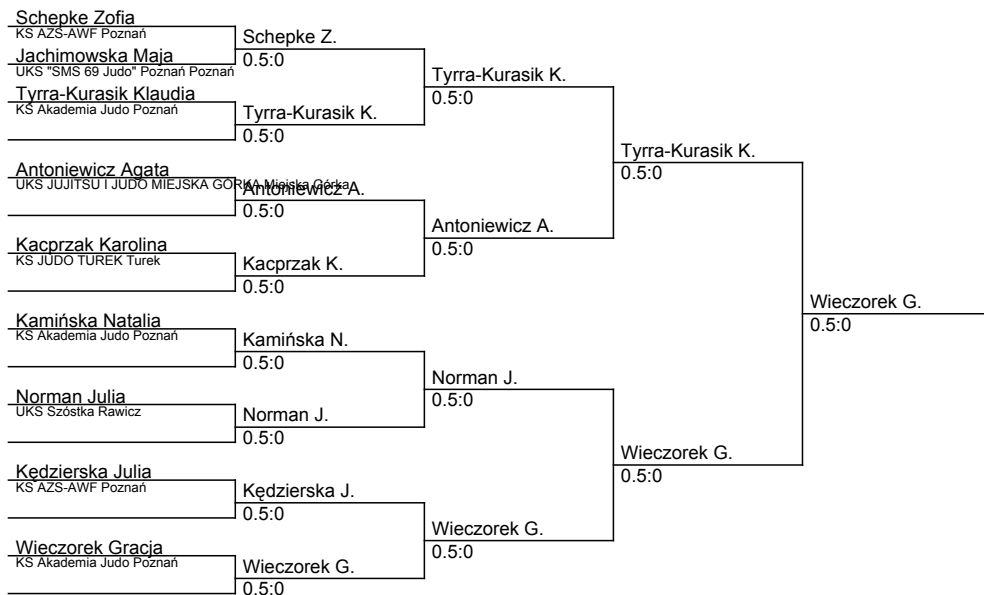 Schepke Zofia
KS AZS-AWF Poznań
Schepke Z.
0.5:0
Jachimowska Maja
UKS "SMS 69 Judo" Poznań Poznań
Tyrra-Kurasik K.
0.5:0
Tyrra-Kurasik Klaudia
KS Akademia Judo Poznań
Tyrra-Kurasik K.
0.5:0
Tyrra-Kurasik K.
0.5:0
Antoniewicz Agata
UKS JUJITSU I JUDO MIEJSKA GÓRKA Miejska Górka
Antoniewicz A.
0.5:0
Antoniewicz A.
0.5:0
Kacprzak Karolina
KS JUDO TUREK Turek
Kacprzak K.
0.5:0
Wieczorek G.
0.5:0
Kamińska Natalia
KS Akademia Judo Poznań
Kamińska N.
0.5:0
Norman J.
0.5:0
Norman Julia
UKS Szóstka Rawicz
Norman J.
0.5:0
Wieczorek G.
0.5:0
Kędzierska Julia
KS AZS-AWF Poznań
Kędzierska J.
0.5:0
Wieczorek G.
0.5:0
Wieczorek Gracja
KS Akademia Judo Poznań
Wieczorek G.
0.5:0